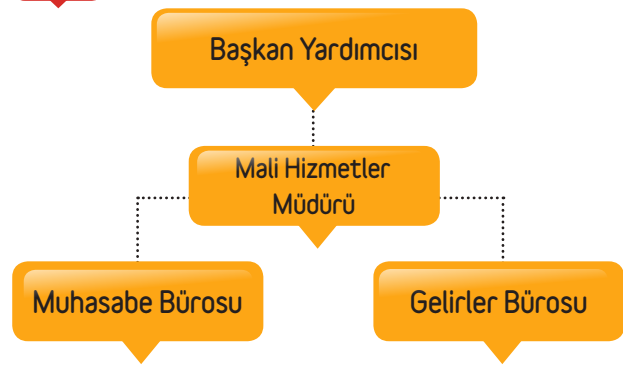 Başkan Yardımcısı
Mali Hizmetler
Müdürü
Muhasabe Bürosu
Gelirler Bürosu